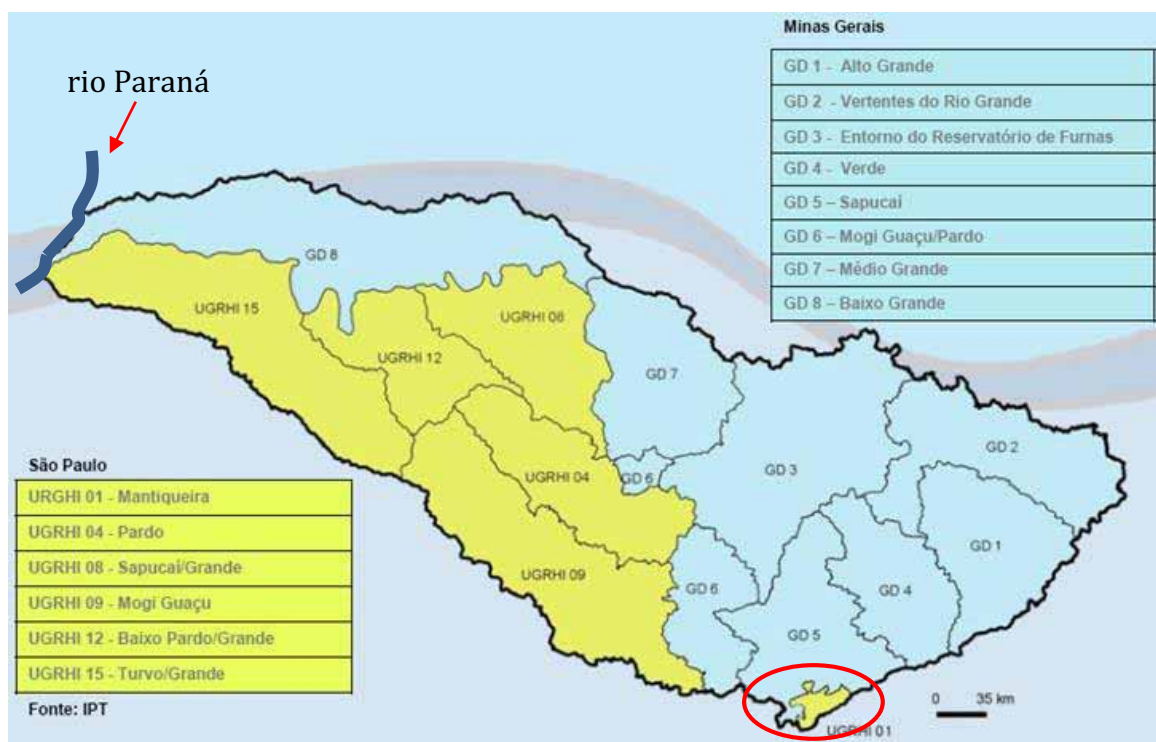 rio Paraná
Minas Gerais
GD 1 - Alto Grande
GD 2 - Vertentes do Rio Grande
GD 3 - Entorno do Reservatório de Furnas
GD 4 - Verde
GD 5 – Sapucaí
GD 6 – Mogi Guaçu/Pardo
GD 7 – Médio Grande
GD 8 – Baixo Grande
GD 8
UGRHI 15
UGRHI 08
UGRHI 12
GD 7
GD 2
GD 3
GD 6
UGRHI 04
GD 1
UGRHI 09
GD 6
GD 4
GD 5
UGRHI 01
0 35 km
São Paulo
URGHI 01 - Mantiqueira
UGRHI 04 - Pardo
UGRHI 08 - Sapucaí/Grande
UGRHI 09 - Mogi Guaçu
UGRHI 12 - Baixo Pardo/Grande
UGRHI 15 - Turvo/Grande
Fonte: IPT